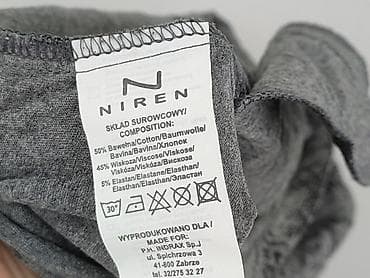 NIREN
SKŁAD SUROWCOWY/
COMPOSITION:
50% Bawełna/Cotton/Baumwolle/
Bavlna/Bavlna/Хлопок
45% Wiskoza/Viscose/Viskose/
Viskóza/Viskóza/Вискоза
5% Elastan/Elastane/Elasthan/
Elasthan/Elasthan/Эластан
30°
WYPRODUKOWANO DLA /
MADE FOR:
P.H. INDRAX Sp.J
ul. Spichrzowa 3
41-800 Zabrze
tel. 32/275 32 27